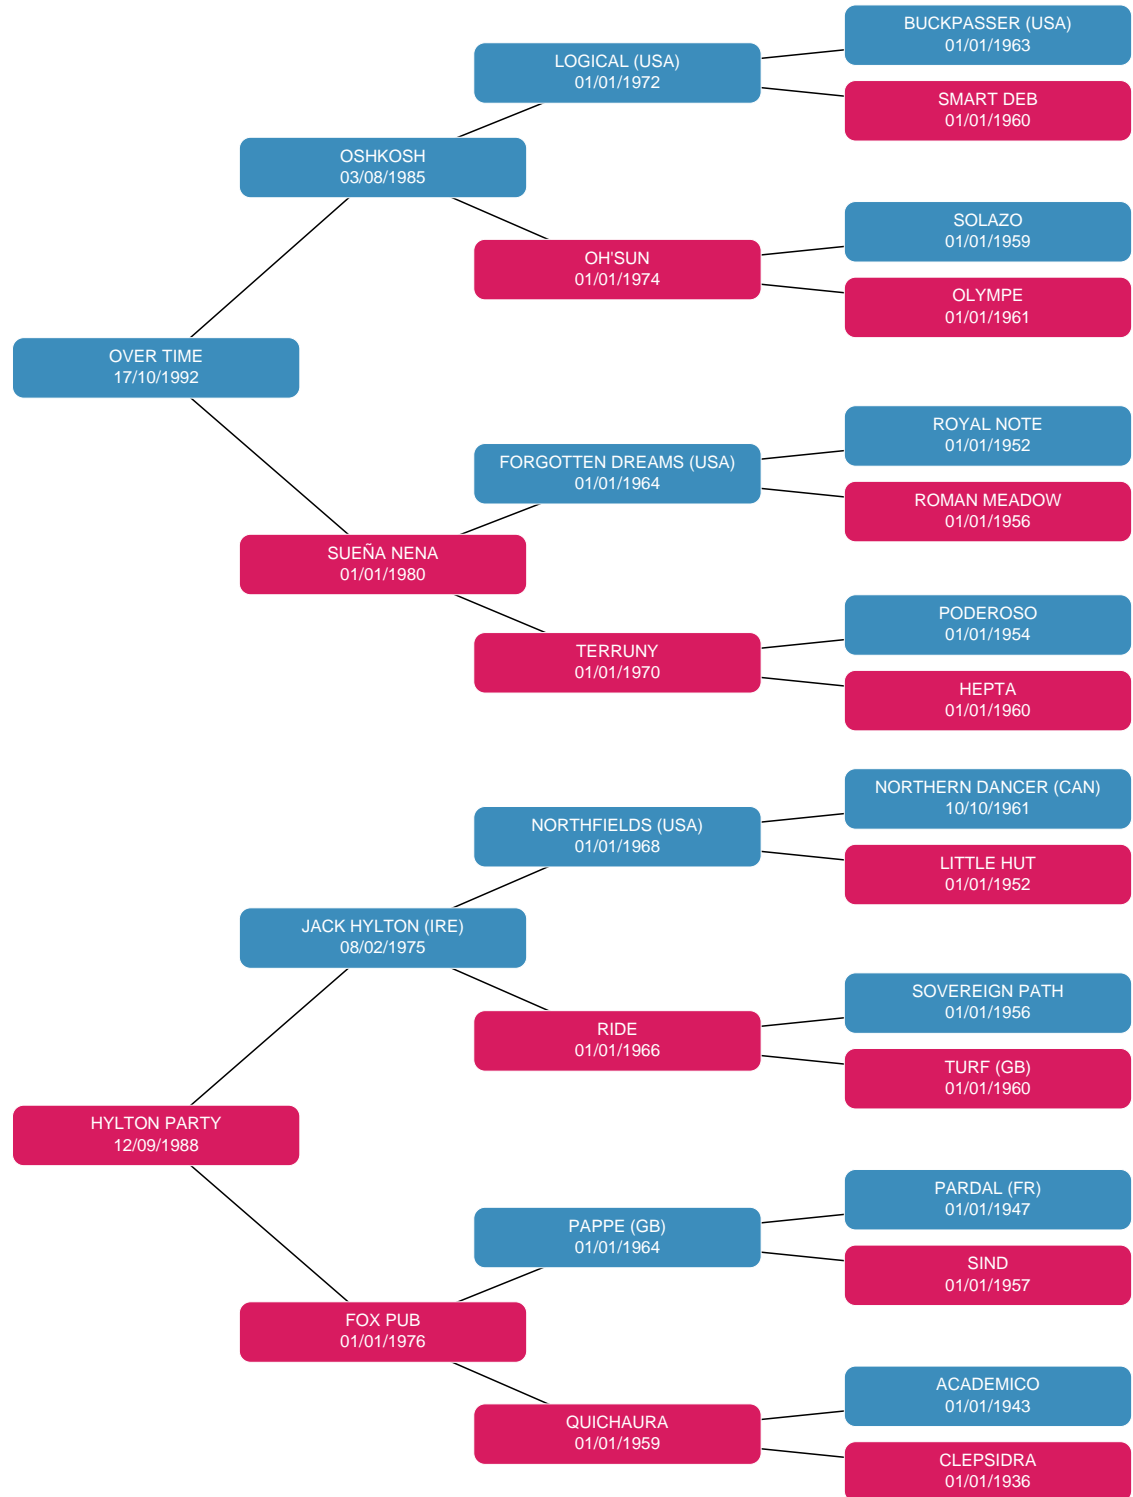 BUCKPASSER (USA)
01/01/1963
LOGICAL (USA)
01/01/1972
SMART DEB
01/01/1960
OSHKOSH
03/08/1985
SOLAZO
01/01/1959
OH'SUN
01/01/1974
OLYMPE
01/01/1961
OVER TIME
17/10/1992
ROYAL NOTE
01/01/1952
FORGOTTEN DREAMS (USA)
01/01/1964
ROMAN MEADOW
01/01/1956
SUEÑA NENA
01/01/1980
PODEROSO
01/01/1954
TERRUNY
01/01/1970
HEPTA
01/01/1960
NORTHERN DANCER (CAN)
10/10/1961
NORTHFIELDS (USA)
01/01/1968
LITTLE HUT
01/01/1952
JACK HYLTON (IRE)
08/02/1975
SOVEREIGN PATH
01/01/1956
RIDE
01/01/1966
TURF (GB)
01/01/1960
HYLTON PARTY
12/09/1988
PARDAL (FR)
01/01/1947
PAPPE (GB)
01/01/1964
SIND
01/01/1957
FOX PUB
01/01/1976
ACADEMICO
01/01/1943
QUICHAURA
01/01/1959
CLEPSIDRA
01/01/1936